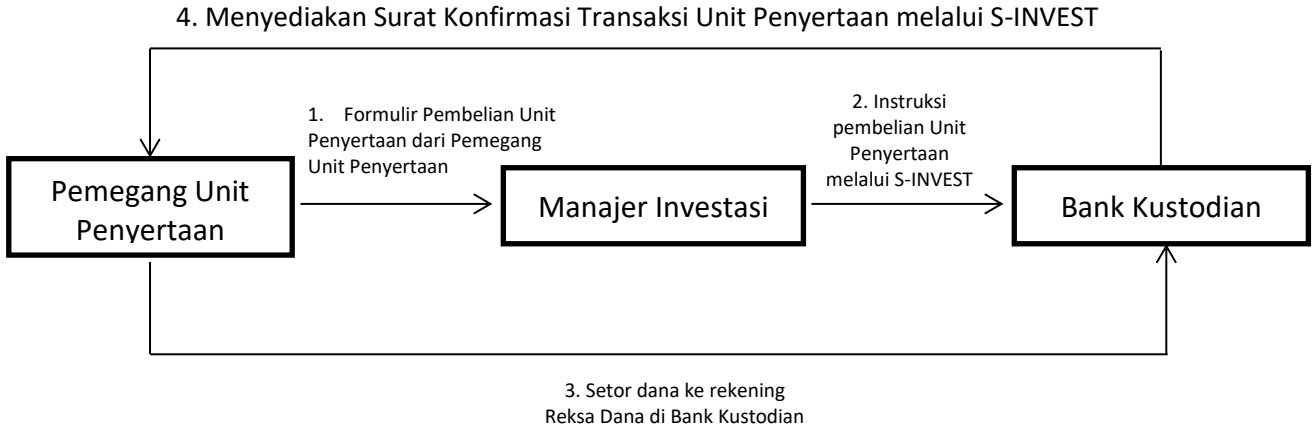 4. Menyediakan Surat Konfirmasi Transaksi Unit Penyertaan melalui S-INVEST
1. Formulir Pembelian Unit
Penyertaan dari Pemegang
Unit Penyertaan
2. Instruksi
pembelian Unit
Penyertaan
melalui S-INVEST
Pemegang Unit
Penyertaan
Manajer Investasi
Bank Kustodian
3. Setor dana ke rekening
Reksa Dana di Bank Kustodian